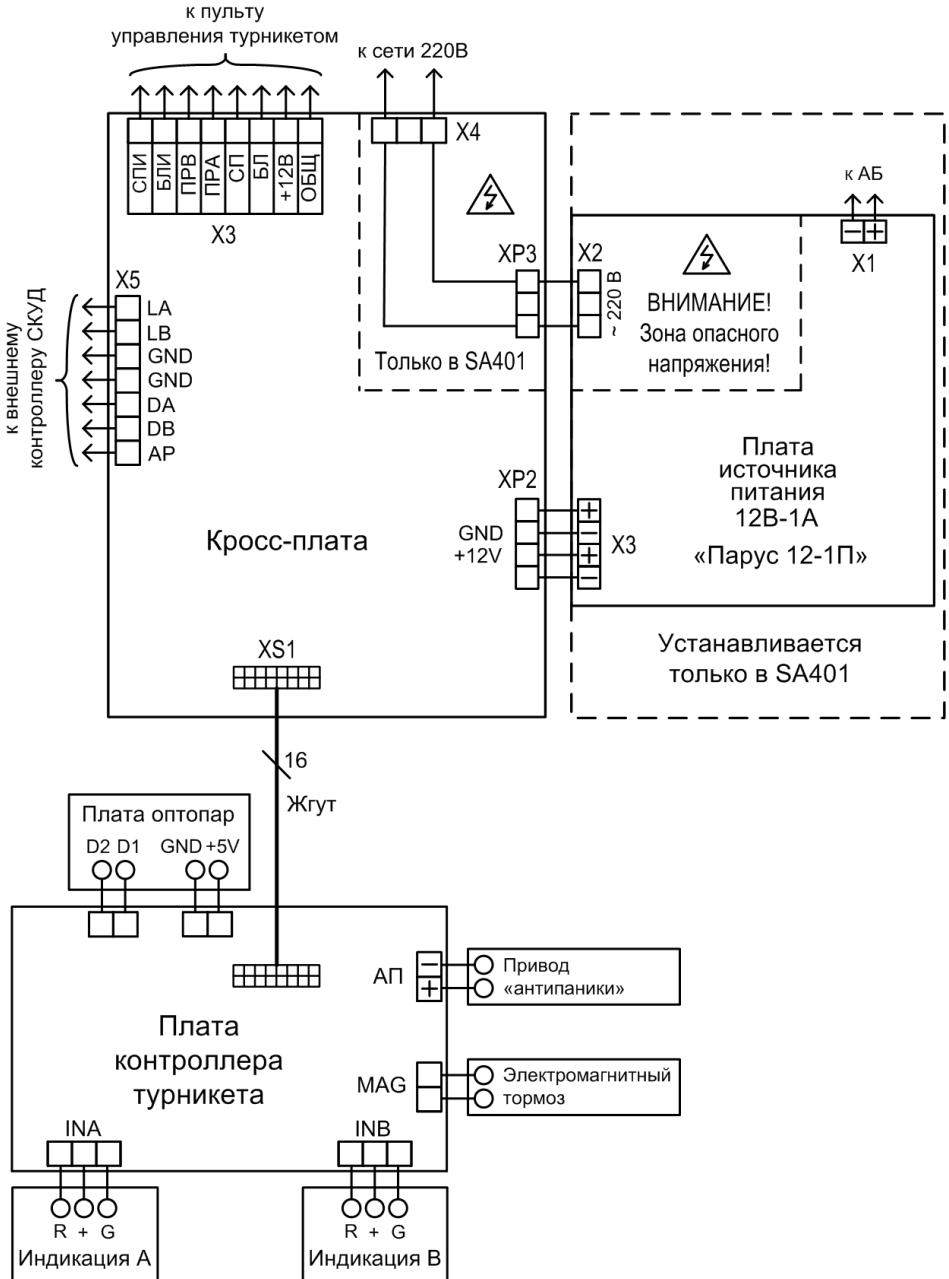 к пульту
управления турникетом
к сети 220В
X4
СПИ
БЛИ
ПРВ
ПРА
СП
БЛ
+12В
ОБЩ
X3
к АБ
− +
X1
XP3
X2
~ 220 В
ВНИМАНИЕ!
Зона опасного
напряжения!
Только в SA401
X5
LA
LB
GND
GND
DA
DB
AP
к внешнему
контроллеру СКУД
Кросс-плата
XP2
GND
+12V
+
−
+
−
X3
Плата
источника
питания
12В-1А
«Парус 12-1П»
Устанавливается
только в SA401
XS1
16
Жгут
Плата оптопар
D2 D1 GND +5V
АП
−
+
Привод
«антипаники»
Плата
контроллера
турникета
MAG
Электромагнитный
тормоз
INA
INB
R + G
Индикация А
R + G
Индикация В